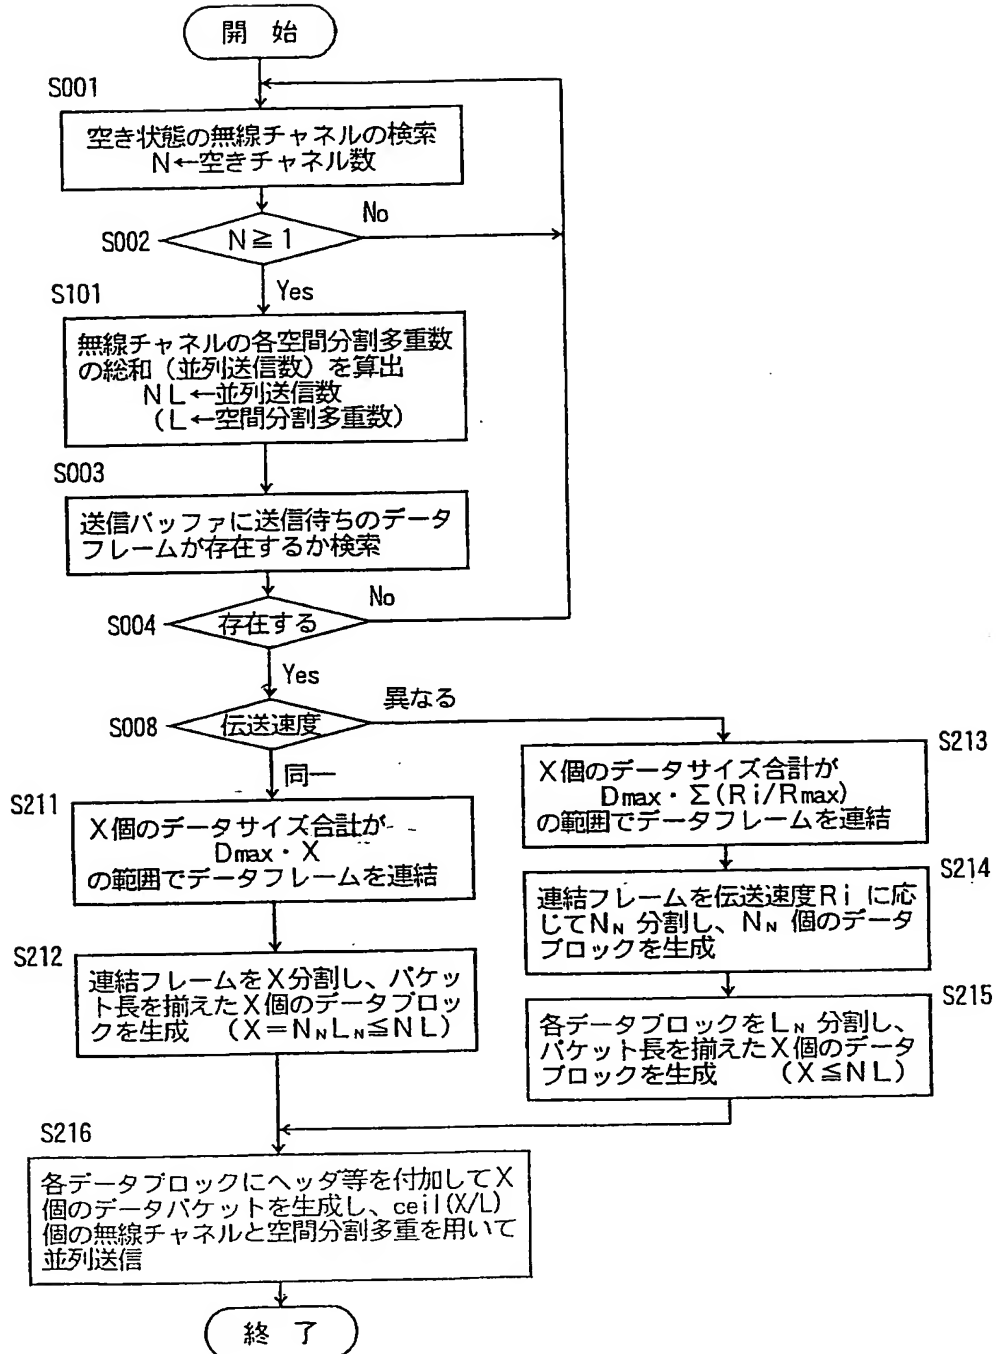 開 始
S001
空き状態の無線チャネルの検索
N←空きチャネル数
No
S002
N≧1
Yes
S101
無線チャネルの各空間分割多重数
の総和(並列送信数)を算出
NL←並列送信数
(L←空間分割多重数)
S003
送信バッファに送信待ちのデータ
フレームが存在するか検索
No
S004
存在する
Yes
異なる
S008
伝送速度
同一
S213
X個のデータサイズ合計が
Dmax・Σ(Ri/Rmax)
の範囲でデータフレームを連結
S211
X個のデータサイズ合計が
Dmax・X
の範囲でデータフレームを連結
S214
連結フレームを伝送速度Riに応
じてNN 分割し、NN 個のデータ
ブロックを生成
S212
連結フレームをX分割し、パケッ
ト長を揃えたX個のデータブロッ
クを生成 (X=NNLN≦NL)
S215
各データブロックをLN 分割し、
パケット長を揃えたX個のデータ
ブロックを生成 (X≦NL)
S216
各データブロックにヘッダ等を付加してX
個のデータパケットを生成し、ceil(X/L)
個の無線チャネルと空間分割多重を用いて
並列送信
終 了